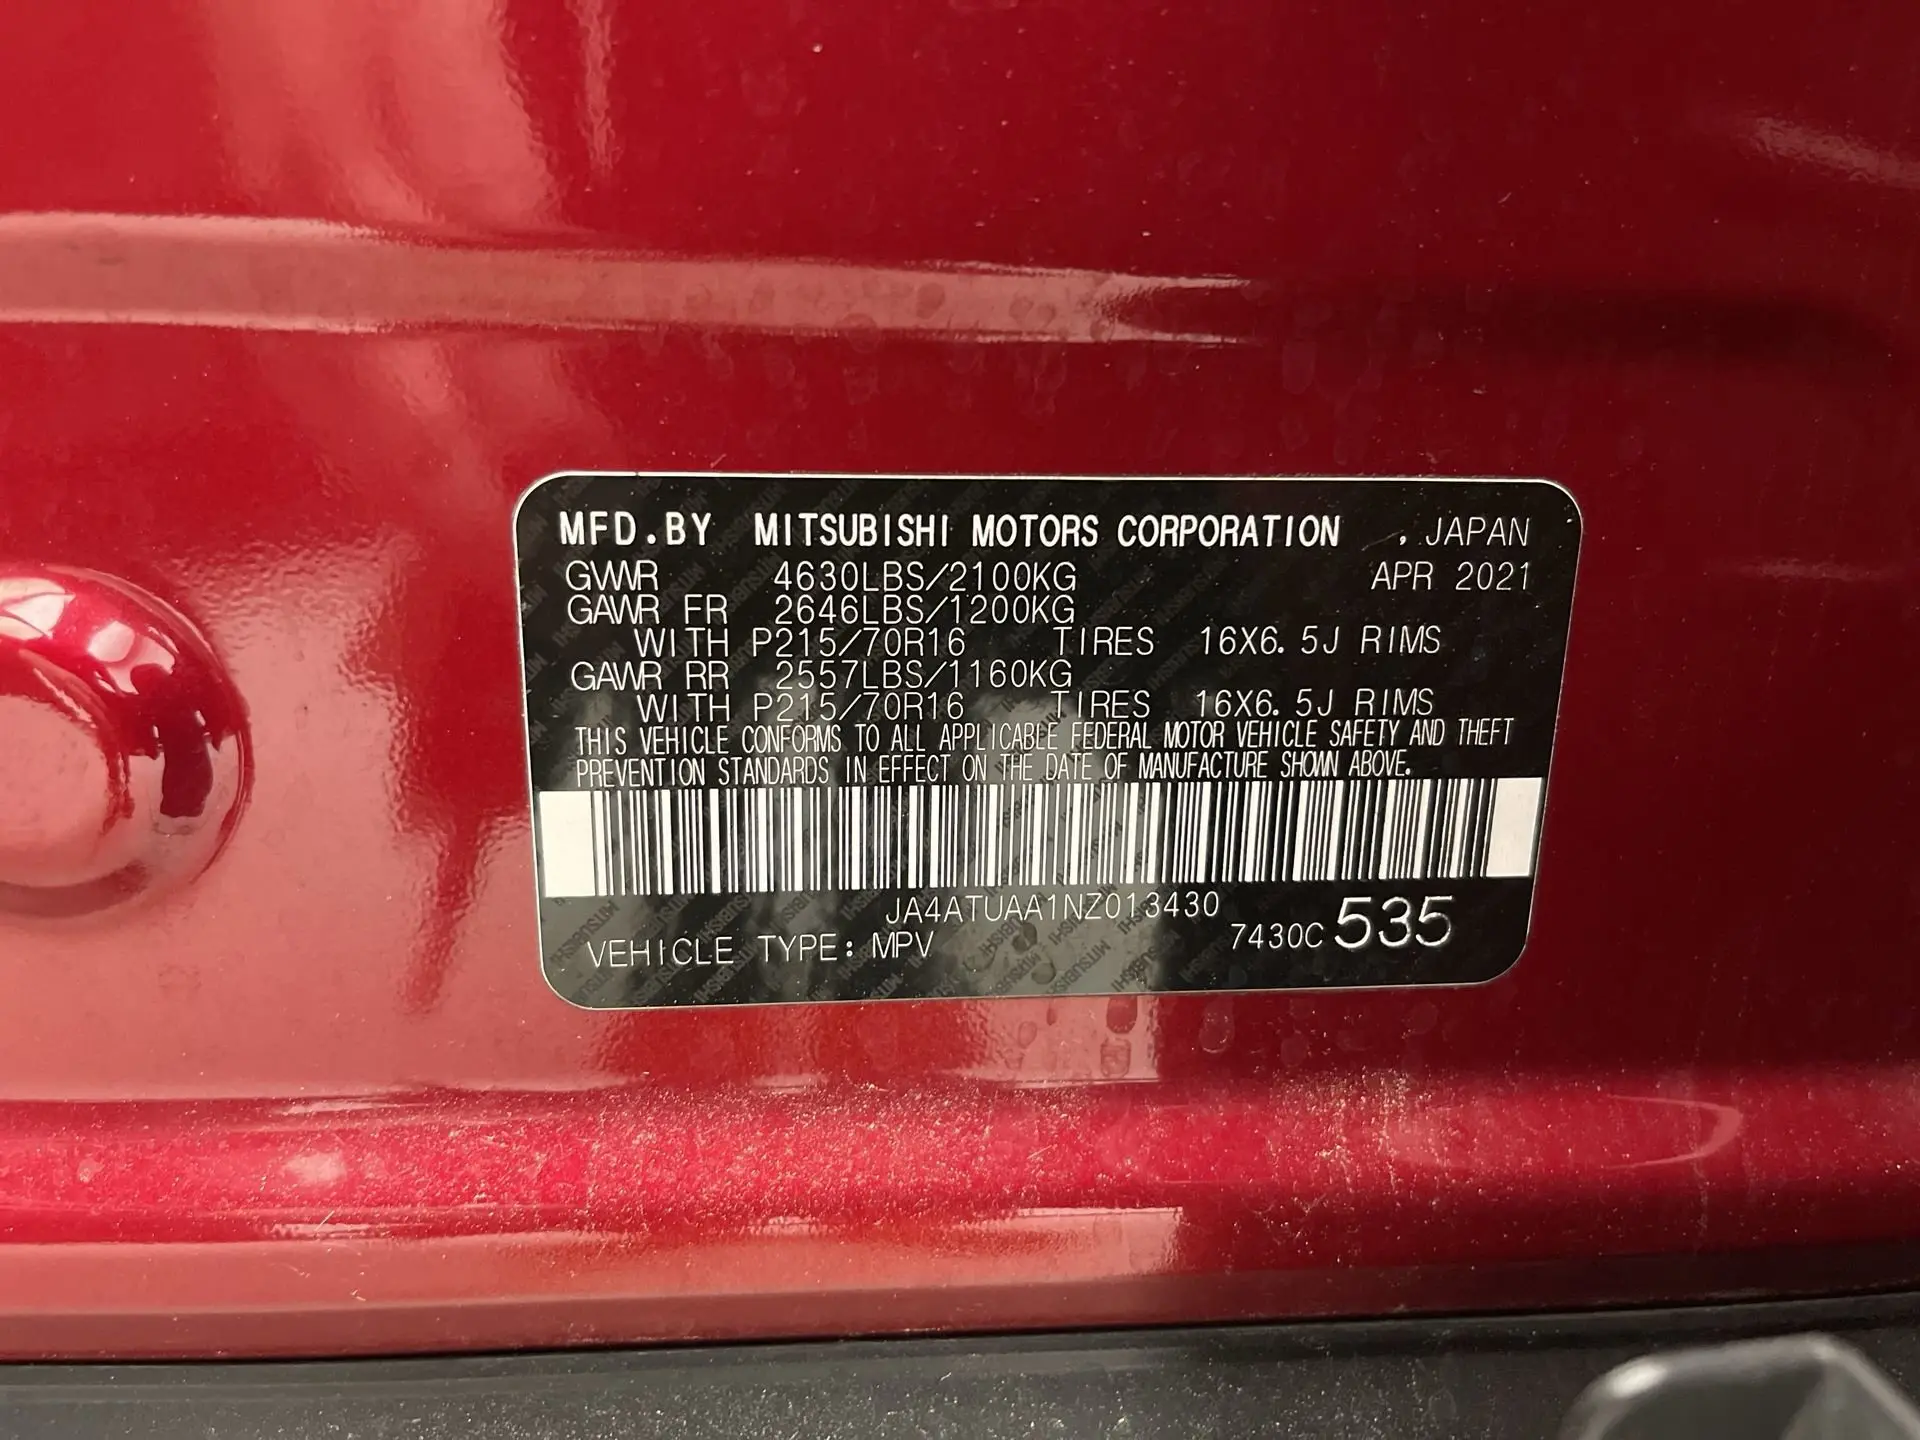 MFD.BY MITSUBISHI MOTORS CORPORATION , JAPAN
GVWR 4630LBS/2100KG APR 2021
GAWR FR 2646LBS/1200KG
WITH P215/70R16 TIRES 16X6.5J RIMS
GAWR RR 2557LBS/1160KG
WITH P215/70R16 TIRES 16X6.5J RIMS
THIS VEHICLE CONFORMS TO ALL APPLICABLE FEDERAL MOTOR VEHICLE SAFETY AND THEFT
PREVENTION STANDARDS IN EFFECT ON THE DATE OF MANUFACTURE SHOWN ABOVE.
JA4ATUAA1NZ013430
VEHICLE TYPE: MPV 7430C 535